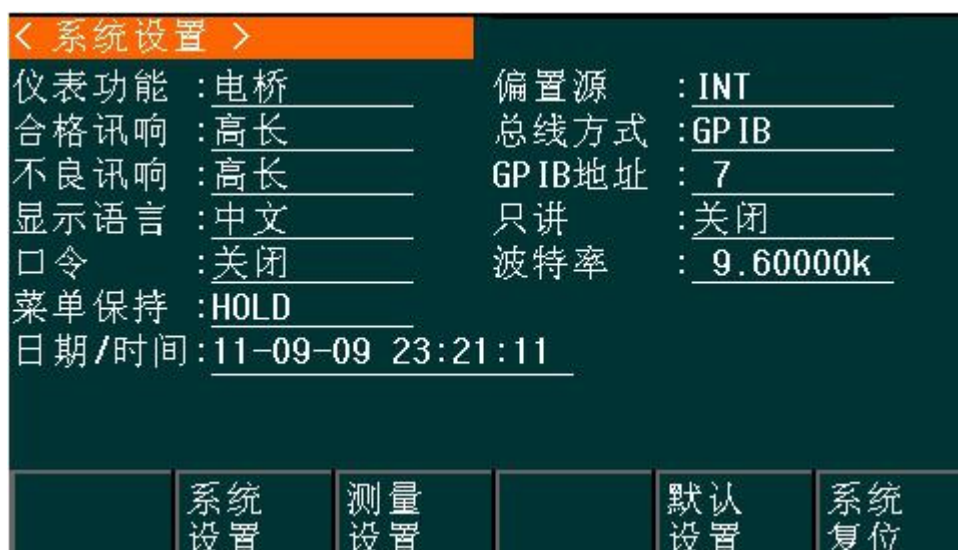 < 系统设置 >
仪表功能 :电桥 偏置源 :INT
合格讯响 :高长 总线方式 :GPIB
不良讯响 :高长 GPIB地址 : 7
显示语言 :中文 只讲 :关闭
口令 :关闭 波特率 : 9.60000k
菜单保持 :HOLD
日期/时间:11-09-09 23:21:11
系统设置 测量设置 默认设置 系统复位